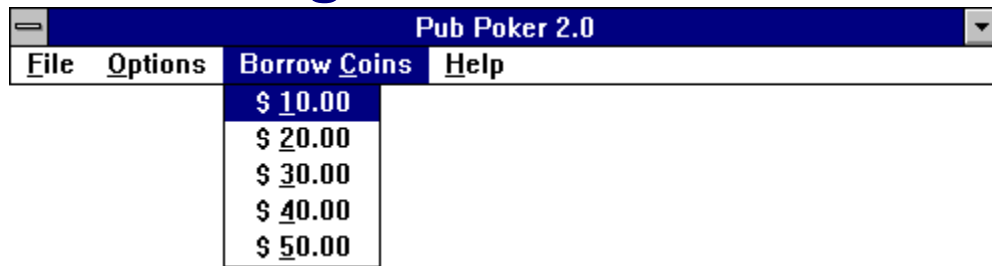 Pub Poker 2.0
File Options Borrow Coins Help
$ 10.00
$ 20.00
$ 30.00
$ 40.00
$ 50.00